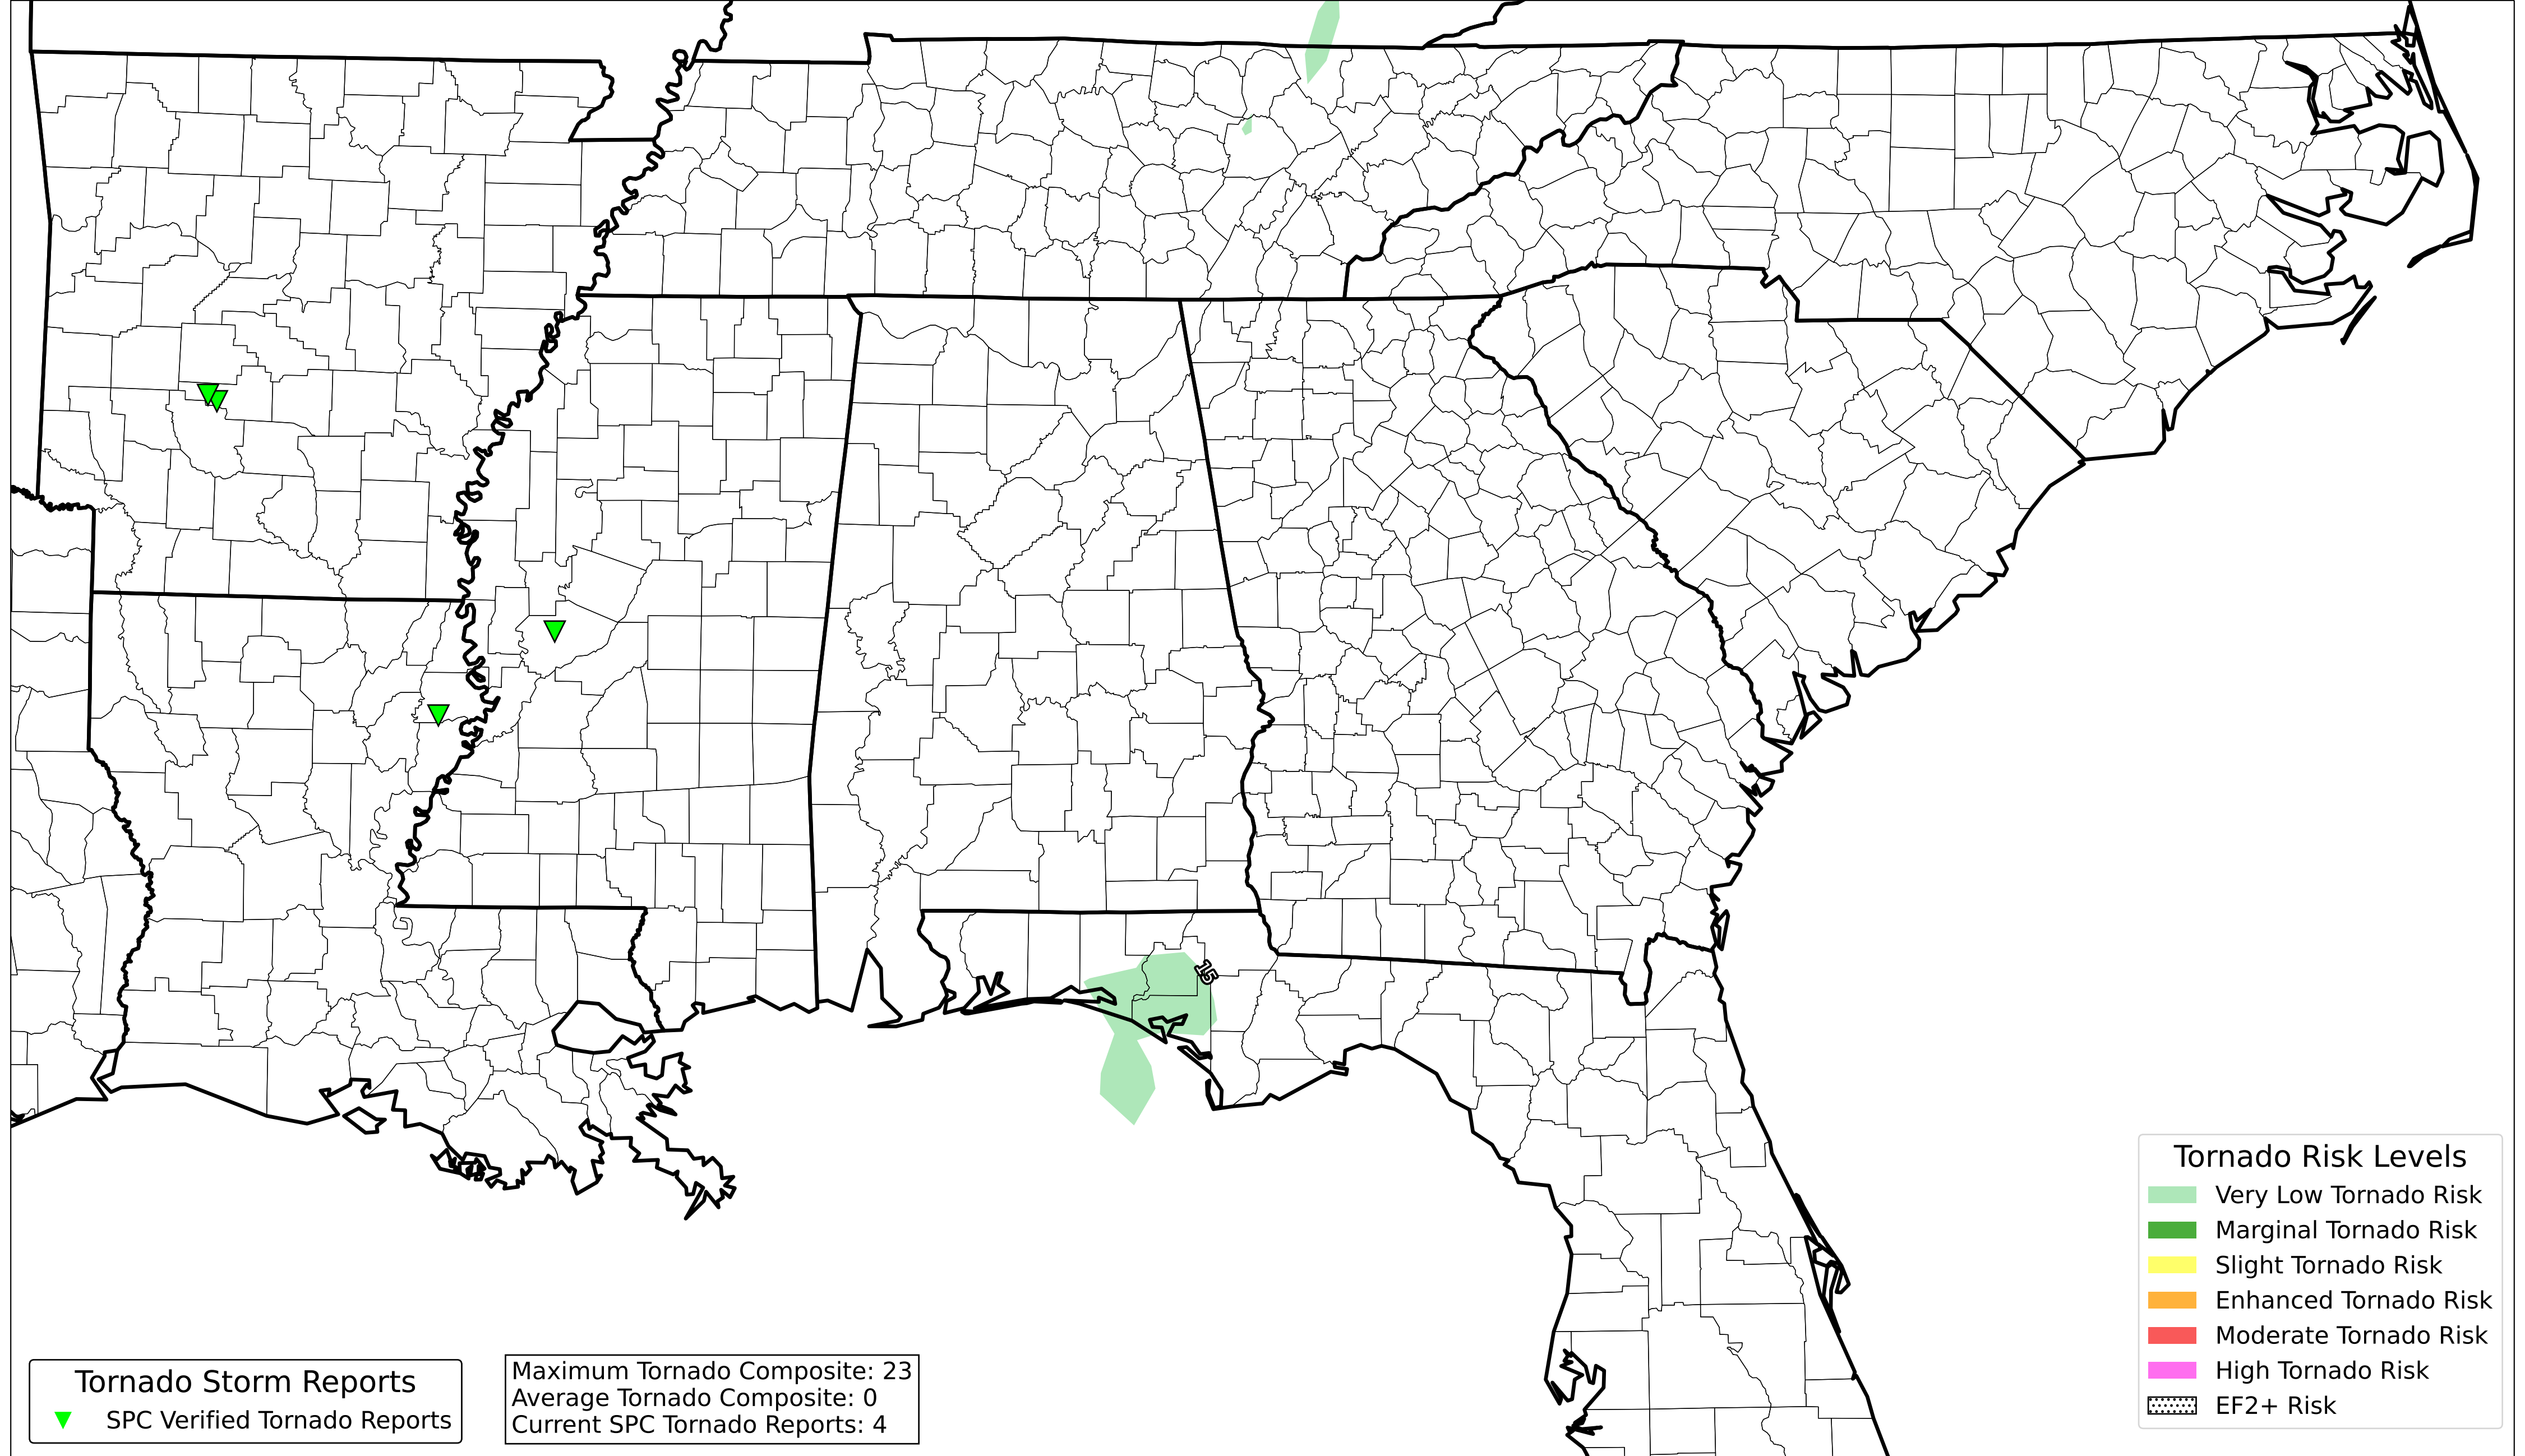 15
Tornado Risk Levels
Very Low Tornado Risk
Marginal Tornado Risk
Slight Tornado Risk
Enhanced Tornado Risk
Moderate Tornado Risk
High Tornado Risk
EF2+ Risk
Tornado Storm Reports
SPC Verified Tornado Reports
Maximum Tornado Composite: 23
Average Tornado Composite: 0
Current SPC Tornado Reports: 4